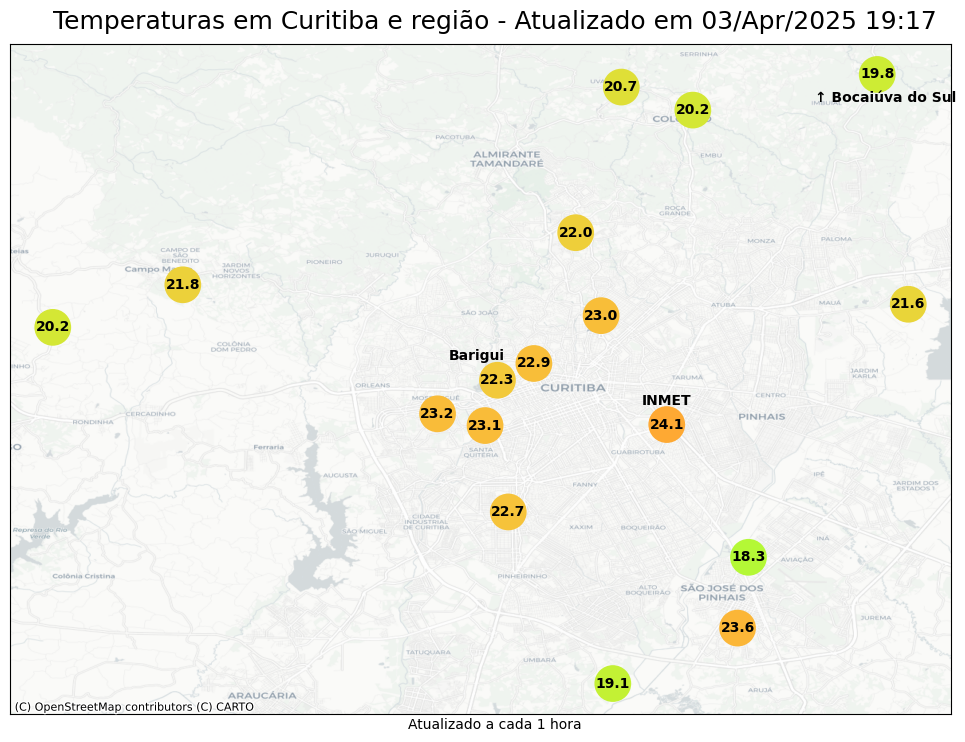 Temperaturas em Curitiba e região - Atualizado em 03/Apr/2025 19:17
SERRINHA
19.8
20.7
↑ Bocaiúva do Sul
20.2
PACOTUBA
ALMIRANTE
TAMANDARÉ
EMBU
ROÇA
GRANDE
22.0
MONZA
PALOMA
CAMPO DE
SÃO
BENEDITO
JURUQUI
PIONEIRO
JARDIM
NOVOS
HORIZONTES
21.8
20.2
SÃO JOÃO
23.0
ATUBA
MAUÁ
21.6
COLÔNIA
DOM PEDRO
Barigui
22.9
22.3
CURITIBA
TARUMÃ
JARDIM
KARLA
ORLEANS
CENTRO
INMET
23.2
23.1
24.1
PINHAIS
CERCADINHO
RONDINHA
Ferraria
SANTA
QUITÉRIA
GUABIROTUBA
AUGUSTA
IPÊ
FANNY
JARDIM DOS
ESTADOS I
22.7
CIDADE
INDUSTRIAL
DE CURITIBA
SÃO MIGUEL
XAXIM
BOQUEIRÃO
Represa do Rio
Verde
INÁ
18.3
AVIAÇÃO
Colônia Cristina
PINHEIRINHO
ALTO
BOQUEIRÃO
SÃO JOSÉ DOS
PINHAIS
JUREMA
23.6
TATUQUARA
UMBARÁ
19.1
ARUJÁ
ARAUCÁRIA
(C) OpenStreetMap contributors (C) CARTO
Atualizado a cada 1 hora